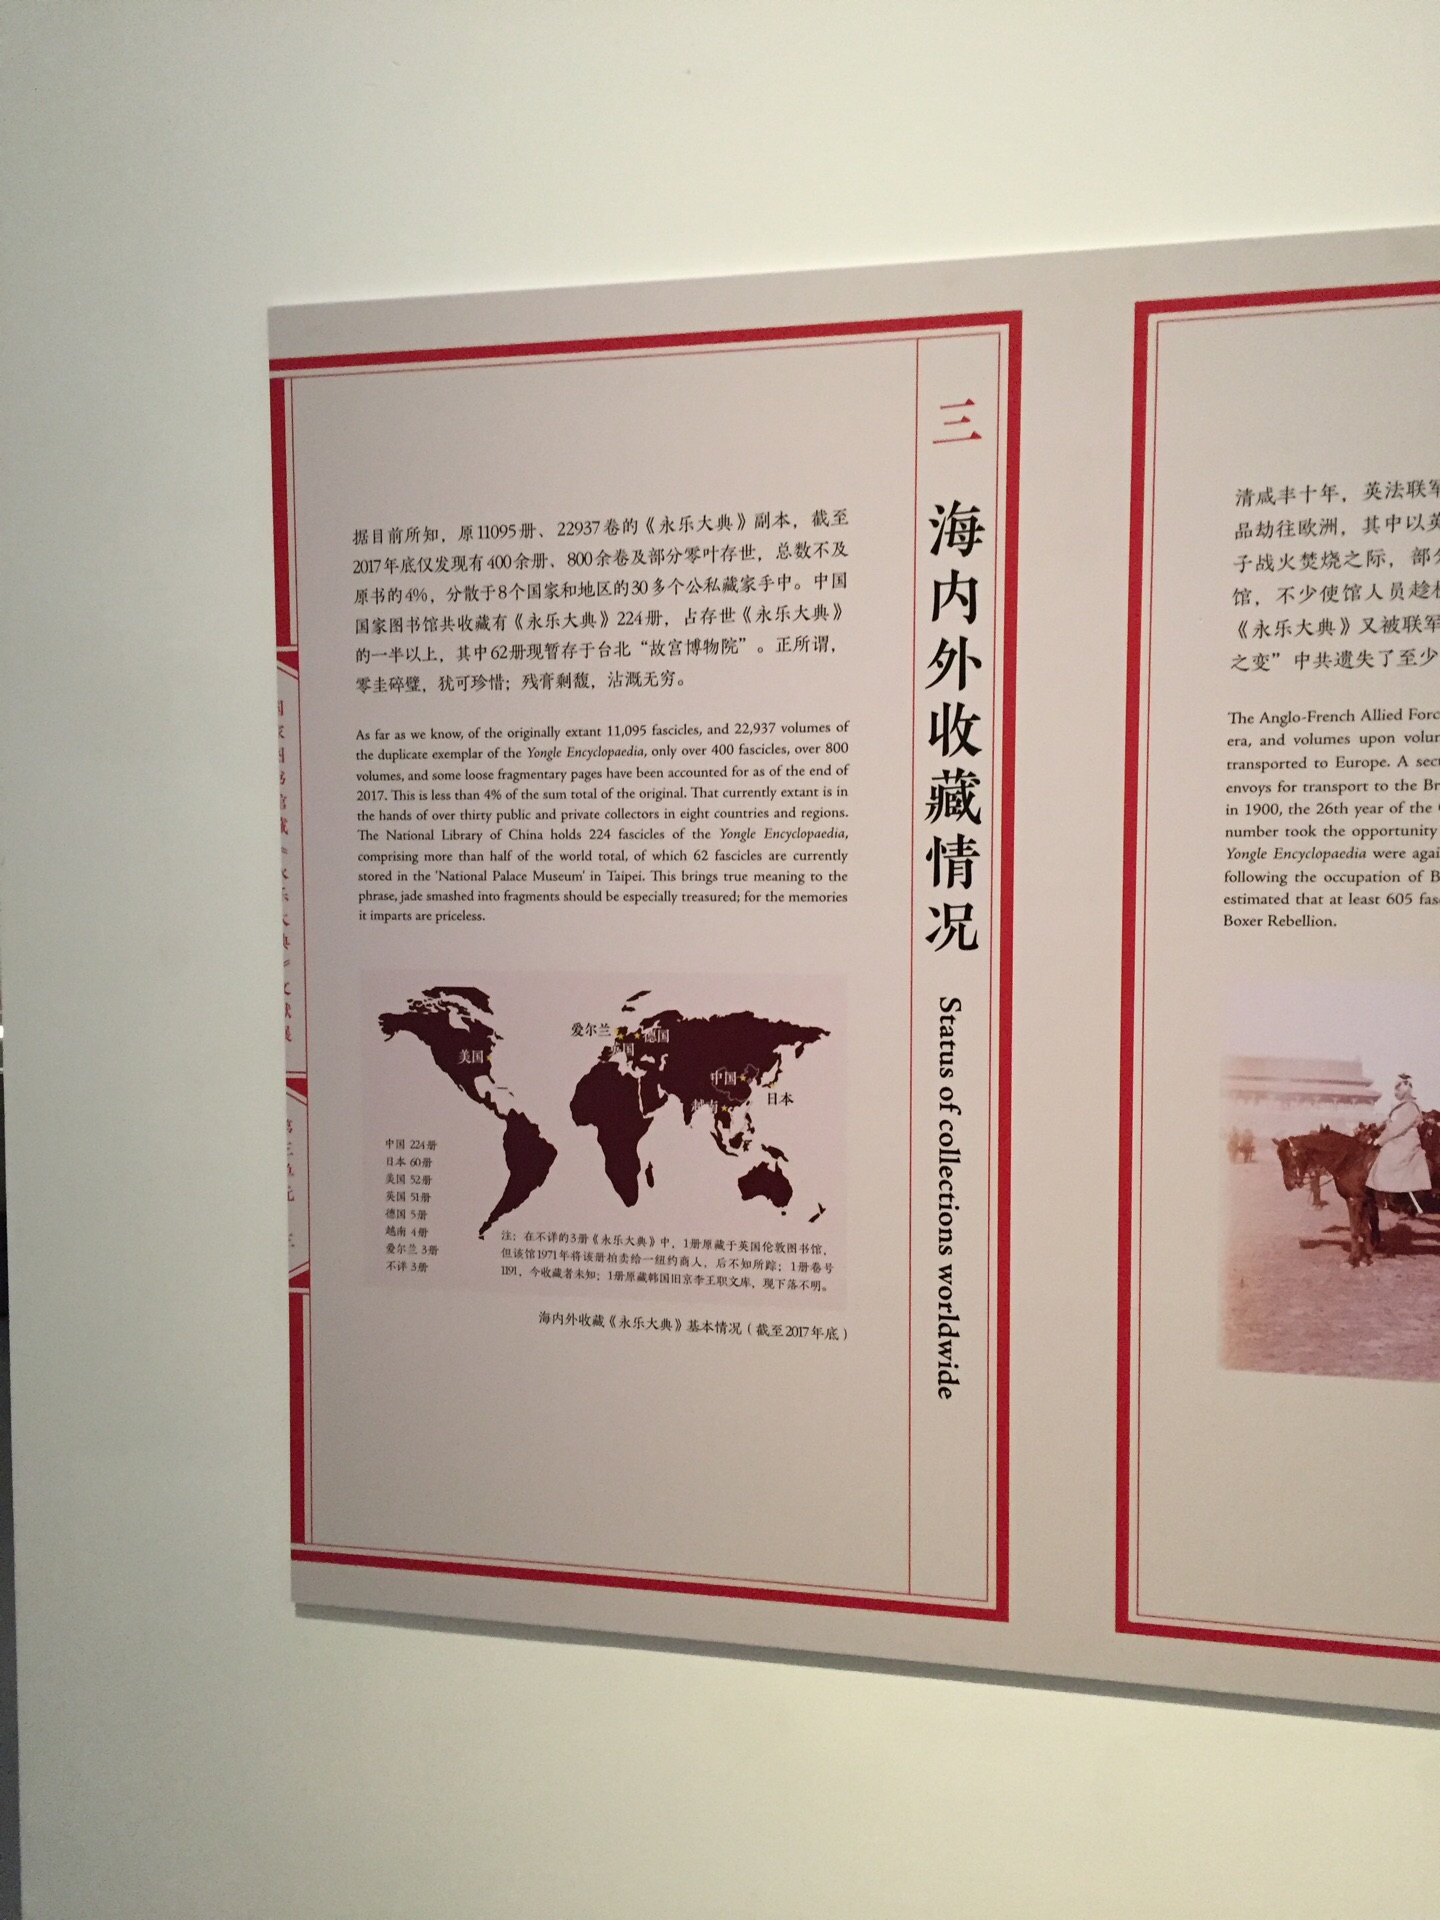 三 海内外收藏情况 Status of collections worldwide
据目前所知，原11095册、22937卷的《永乐大典》副本，截至
2017年底仅发现有400余册、800余卷及部分零叶存世，总数不及
原书的4%，分散于8个国家和地区的30多个公私藏家手中。中国
国家图书馆共收藏有《永乐大典》224册，占存世《永乐大典》
的一半以上，其中62册现暂存于台北“故宫博物院”。正所谓，
零圭碎璧，犹可珍惜；残膏剩馥，沾溉无穷。
As far as we know, of the originally extant 11,095 fascicles, and 22,937 volumes of
the duplicate exemplar of the Yongle Encyclopaedia, only over 400 fascicles, over 800
volumes, and some loose fragmentary pages have been accounted for as of the end of
2017. This is less than 4% of the sum total of the original. That currently extant is in
the hands of over thirty public and private collectors in eight countries and regions.
The National Library of China holds 224 fascicles of the Yongle Encyclopaedia,
comprising more than half of the world total, of which 62 fascicles are currently
stored in the 'National Palace Museum' in Taipei. This brings true meaning to the
phrase, jade smashed into fragments should be especially treasured; for the memories
it imparts are priceless.
爱尔兰
德国
英国
美国
中国
日本
越南
中国 224册
日本 60册
美国 52册
英国 51册
德国 5册
越南 4册
爱尔兰 3册
不详 3册
注：在不详的3册《永乐大典》中，1册原藏于英国伦敦图书馆，
但该馆1971年将该册拍卖给一纽约商人，后不知所踪；1册卷号
1191，今收藏者未知；1册原藏韩国旧京李王职文库，现下落不明。
海内外收藏《永乐大典》基本情况（截至2017年底）
清咸丰十年，英法联军
品劫往欧洲，其中以英
子战火焚烧之际，部分
馆，不少使馆人员趁
《永乐大典》又被联军
之变”中共遗失了至少
The Anglo-French Allied Forc
era, and volumes upon volu
transported to Europe. A sec
envoys for transport to the Br
in 1900, the 26th year of the
number took the opportunity
Yongle Encyclopaedia were agai
following the occupation of B
estimated that at least 605 fas
Boxer Rebellion.